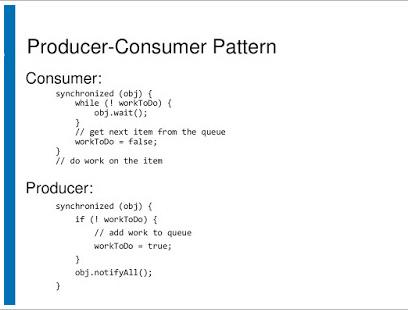 Producer-Consumer Pattern
Consumer:
synchronized (obj) {
while (! workToDo) {
obj.wait();
}
// get next item from the queue
workToDo = false;
}
// do work on the item
Producer:
synchronized (obj) {
if (! workToDo) {
// add work to queue
workToDo = true;
}
obj.notifyAll();
}